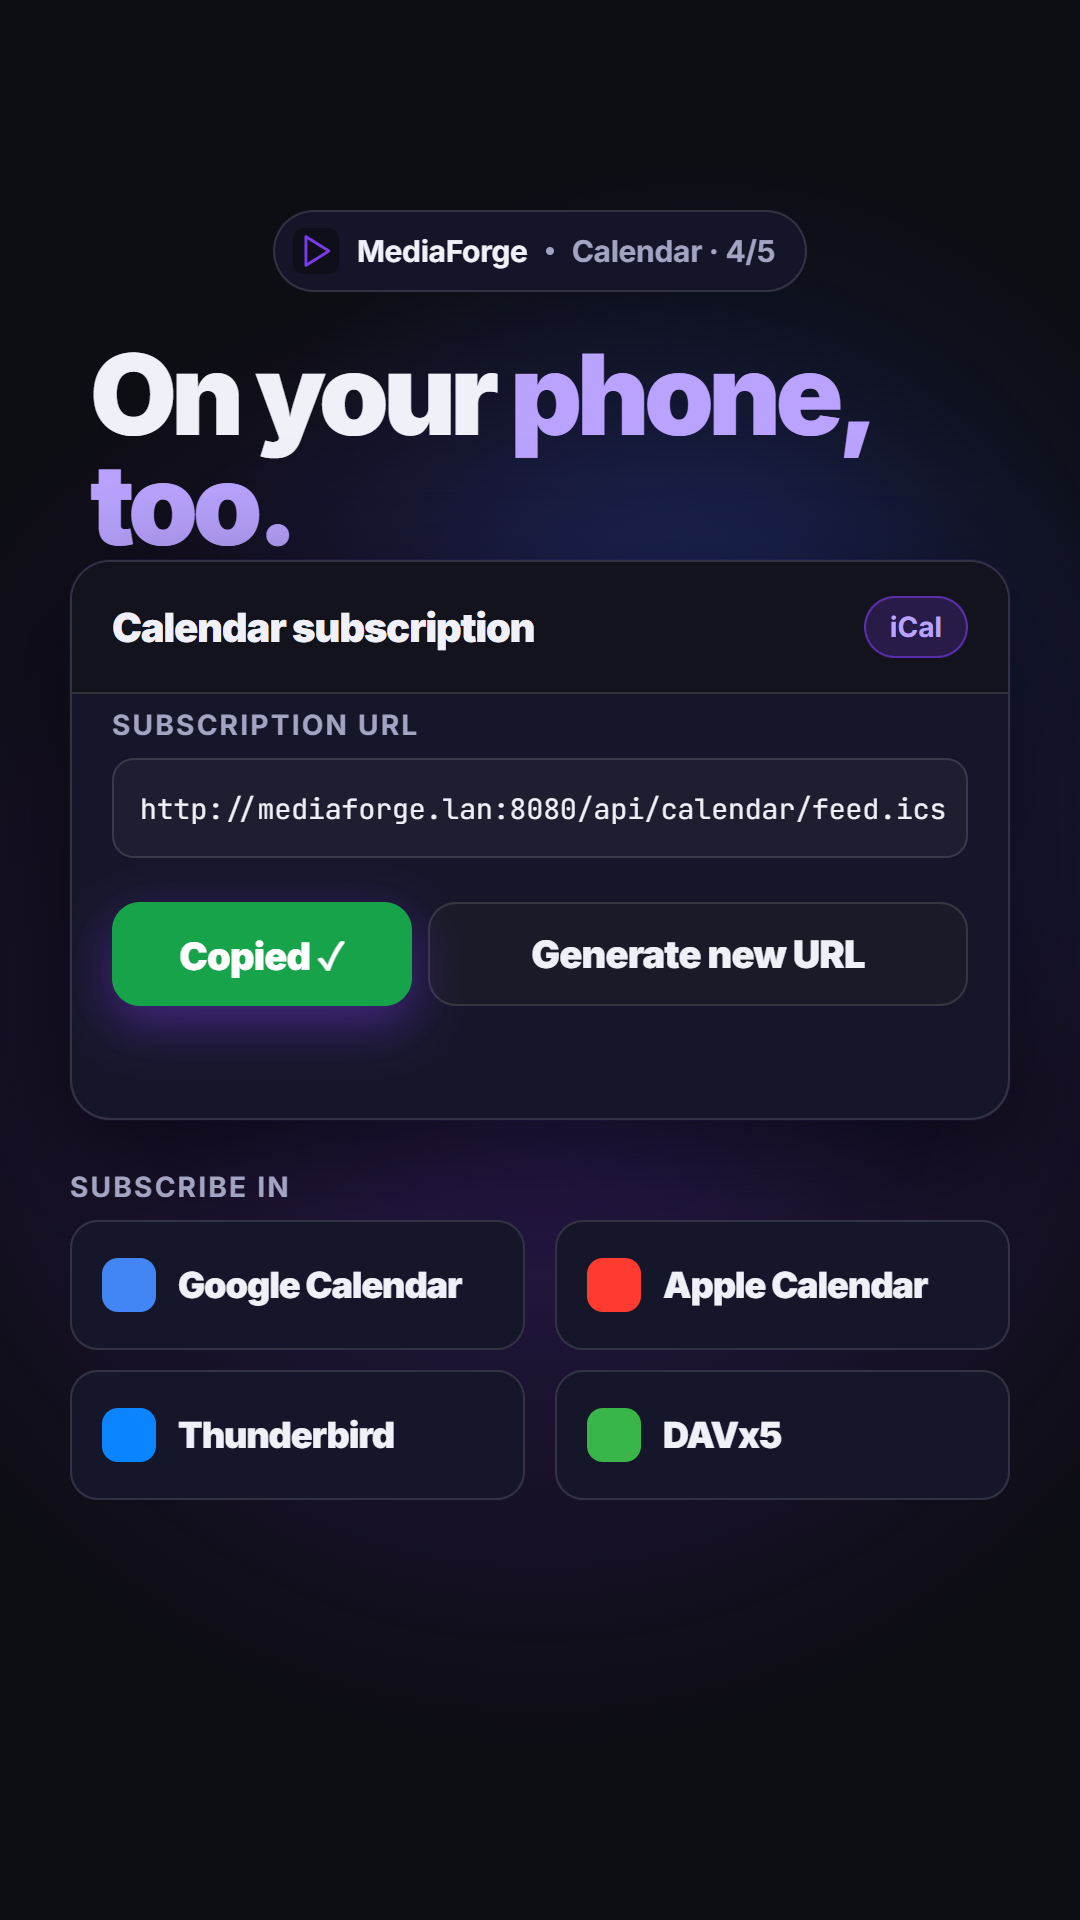 MediaForge • Calendar · 4/5
On your phone,
too.
Calendar subscription
iCal
SUBSCRIPTION URL
http://mediaforge.lan:8080/api/calendar/feed.ics
Copied ✓
Generate new URL
SUBSCRIBE IN
Google Calendar
Apple Calendar
Thunderbird
DAVx5